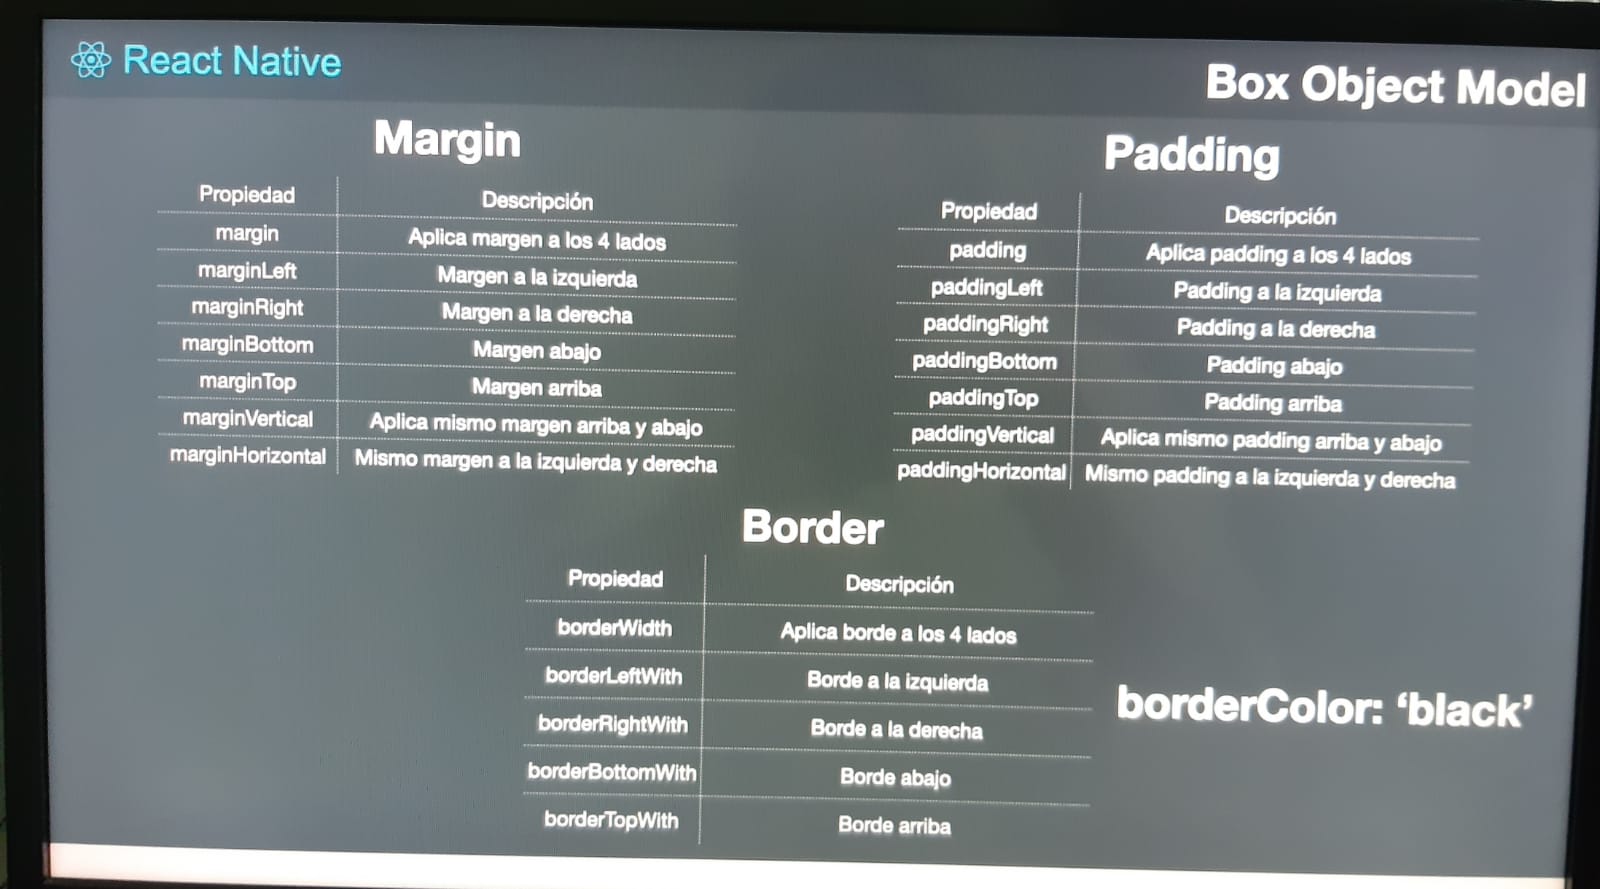 React Native
Box Object Model
Margin
Propiedad Descripción
margin Aplica margen a los 4 lados
marginLeft Margen a la izquierda
marginRight Margen a la derecha
marginBottom Margen abajo
marginTop Margen arriba
marginVertical Aplica mismo margen arriba y abajo
marginHorizontal Mismo margen a la izquierda y derecha
Padding
Propiedad Descripción
padding Aplica padding a los 4 lados
paddingLeft Padding a la izquierda
paddingRight Padding a la derecha
paddingBottom Padding abajo
paddingTop Padding arriba
paddingVertical Aplica mismo padding arriba y abajo
paddingHorizontal Mismo padding a la izquierda y derecha
Border
Propiedad Descripción
borderWidth Aplica borde a los 4 lados
borderLeftWith Borde a la izquierda
borderRightWith Borde a la derecha
borderBottomWith Borde abajo
borderTopWith Borde arriba
borderColor: ‘black’